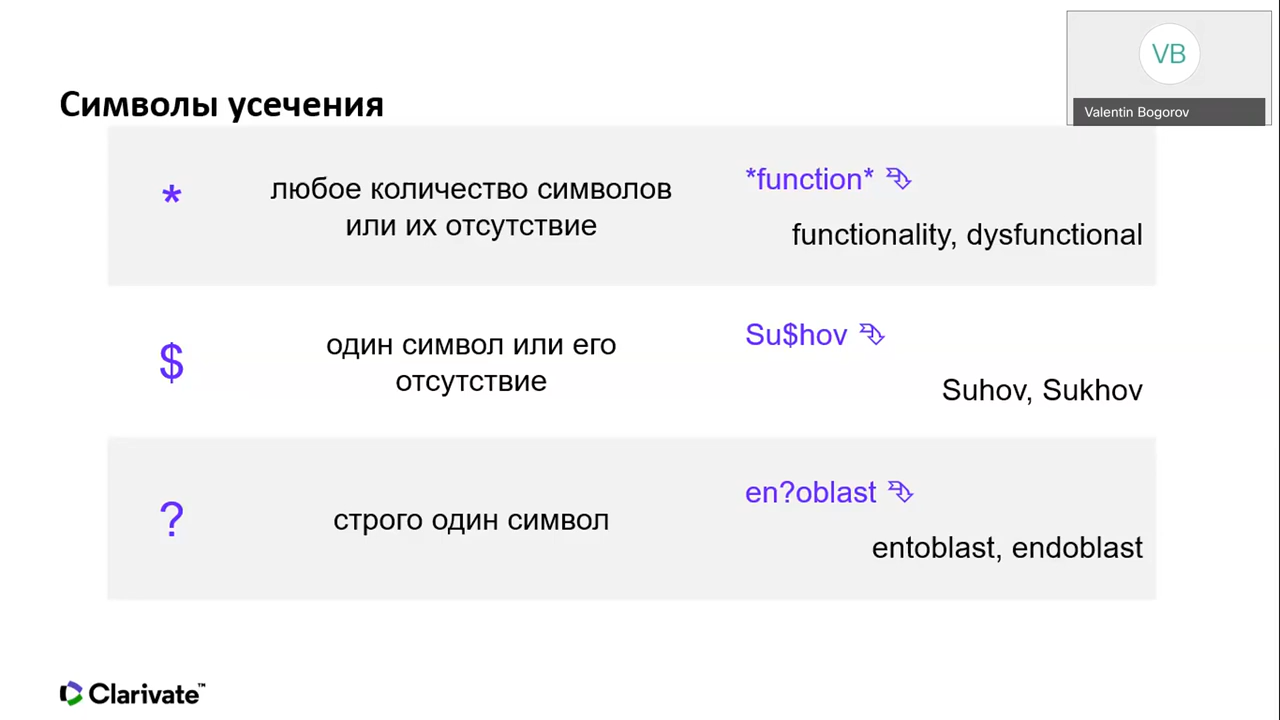 VB
Valentin Bogorov
Символы усечения
*
любое количество символов
или их отсутствие
*function*
functionality, dysfunctional
$
один символ или его
отсутствие
Su$hov
Suhov, Sukhov
?
строго один символ
en?oblast
entoblast, endoblast
Clarivate™